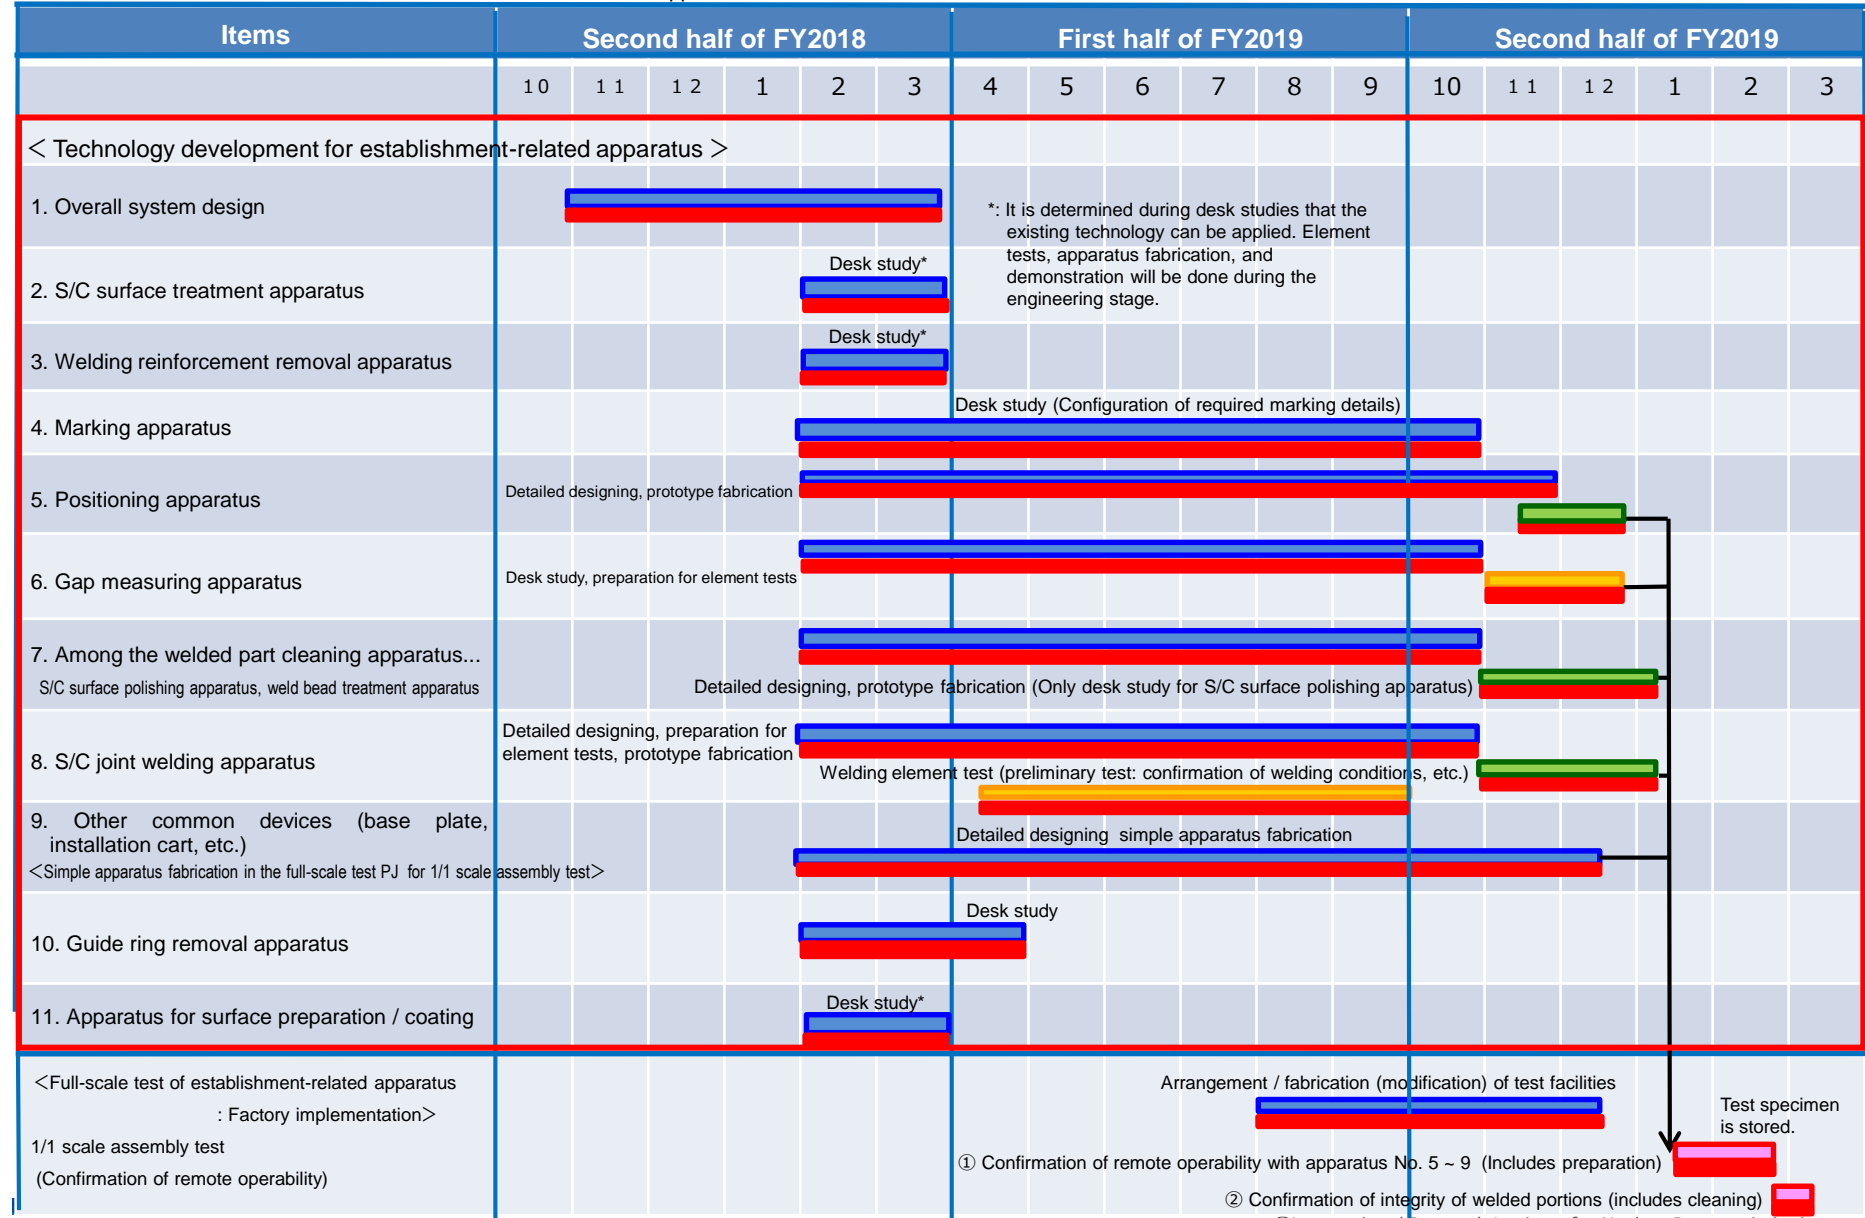 Items
Second half of FY2018
First half of FY2019
Second half of FY2019
10 11 12 1 2 3 4 5 6 7 8 9 10 11 12 1 2 3
< Technology development for establishment-related apparatus >
1. Overall system design
*: It is determined during desk studies that the
existing technology can be applied. Element
tests, apparatus fabrication, and
demonstration will be done during the
engineering stage.
Desk study*
2. S/C surface treatment apparatus
Desk study*
3. Welding reinforcement removal apparatus
Desk study (Configuration of required marking details)
4. Marking apparatus
5. Positioning apparatus
Detailed designing, prototype fabrication
6. Gap measuring apparatus
Desk study, preparation for element tests
7. Among the welded part cleaning apparatus...
S/C surface polishing apparatus, weld bead treatment apparatus
Detailed designing, prototype fabrication (Only desk study for S/C surface polishing apparatus)
Detailed designing, preparation for
element tests, prototype fabrication
8. S/C joint welding apparatus
Welding element test (preliminary test: confirmation of welding conditions, etc.)
9. Other common devices (base plate,
installation cart, etc.)
<Simple apparatus fabrication in the full-scale test PJ for 1/1 scale assembly test>
Detailed designing simple apparatus fabrication
Desk study
10. Guide ring removal apparatus
Desk study*
11. Apparatus for surface preparation / coating
<Full-scale test of establishment-related apparatus
: Factory implementation>
1/1 scale assembly test
(Confirmation of remote operability)
Arrangement / fabrication (modification) of test facilities
Test specimen
is stored.
① Confirmation of remote operability with apparatus No. 5 ~ 9 (Includes preparation)
② Confirmation of integrity of welded portions (includes cleaning)